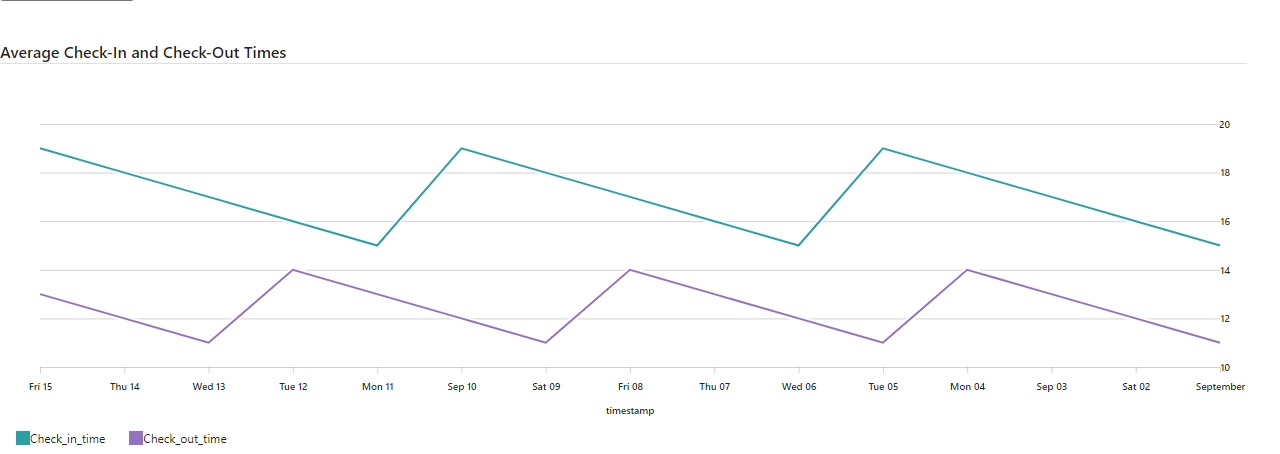 Average Check-In and Check-Out Times
20
18
16
14
12
10
Fri 15 Thu 14 Wed 13 Tue 12 Mon 11 Sep 10 Sat 09 Fri 08 Thu 07 Wed 06 Tue 05 Mon 04 Sep 03 Sat 02 September
timestamp
Check_in_time Check_out_time